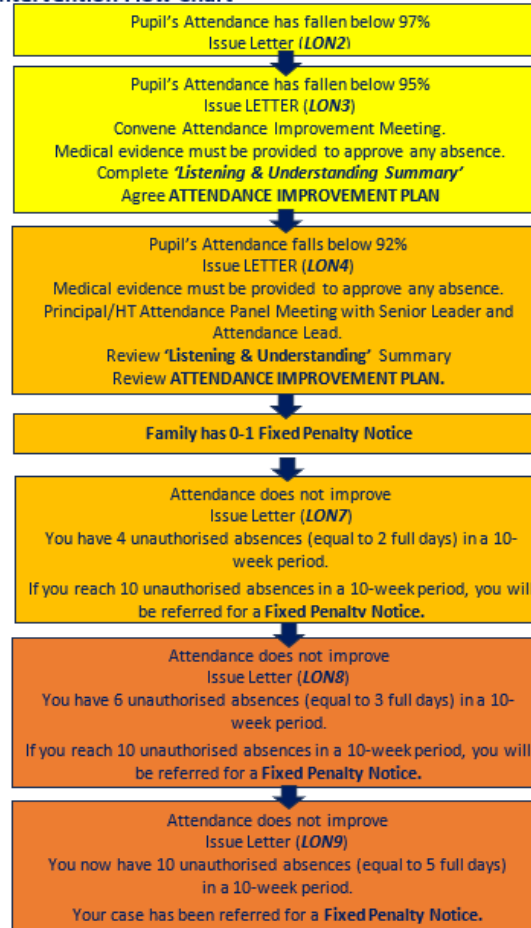 Intervention Flow Chart
Pupil's Attendance has fallen below 97%
Issue Letter (LON2)
Pupil's Attendance has fallen below 95%
Issue LETTER (LON3)
Convene Attendance Improvement Meeting.
Medical evidence must be provided to approve any absence.
Complete 'Listening & Understanding Summary'
Agree ATTENDANCE IMPROVEMENT PLAN
Pupil's Attendance falls below 92%
Issue LETTER (LON4)
Medical evidence must be provided to approve any absence.
Principal/HT Attendance Panel Meeting with Senior Leader and
Attendance Lead.
Review 'Listening & Understanding' Summary
Review ATTENDANCE IMPROVEMENT PLAN.
Family has 0-1 Fixed Penalty Notice
Attendance does not improve
Issue Letter (LON7)
You have 4 unauthorised absences (equal to 2 full days) in a 10-
week period.
If you reach 10 unauthorised absences in a 10-week period, you will
be referred for a Fixed Penalty Notice.
Attendance does not improve
Issue Letter (LON8)
You have 6 unauthorised absences (equal to 3 full days) in a 10-
week period.
If you reach 10 unauthorised absences in a 10-week period, you will
be referred for a Fixed Penalty Notice.
Attendance does not improve
Issue Letter (LON9)
You now have 10 unauthorised absences (equal to 5 full days)
in a 10-week period.
Your case has been referred for a Fixed Penalty Notice.